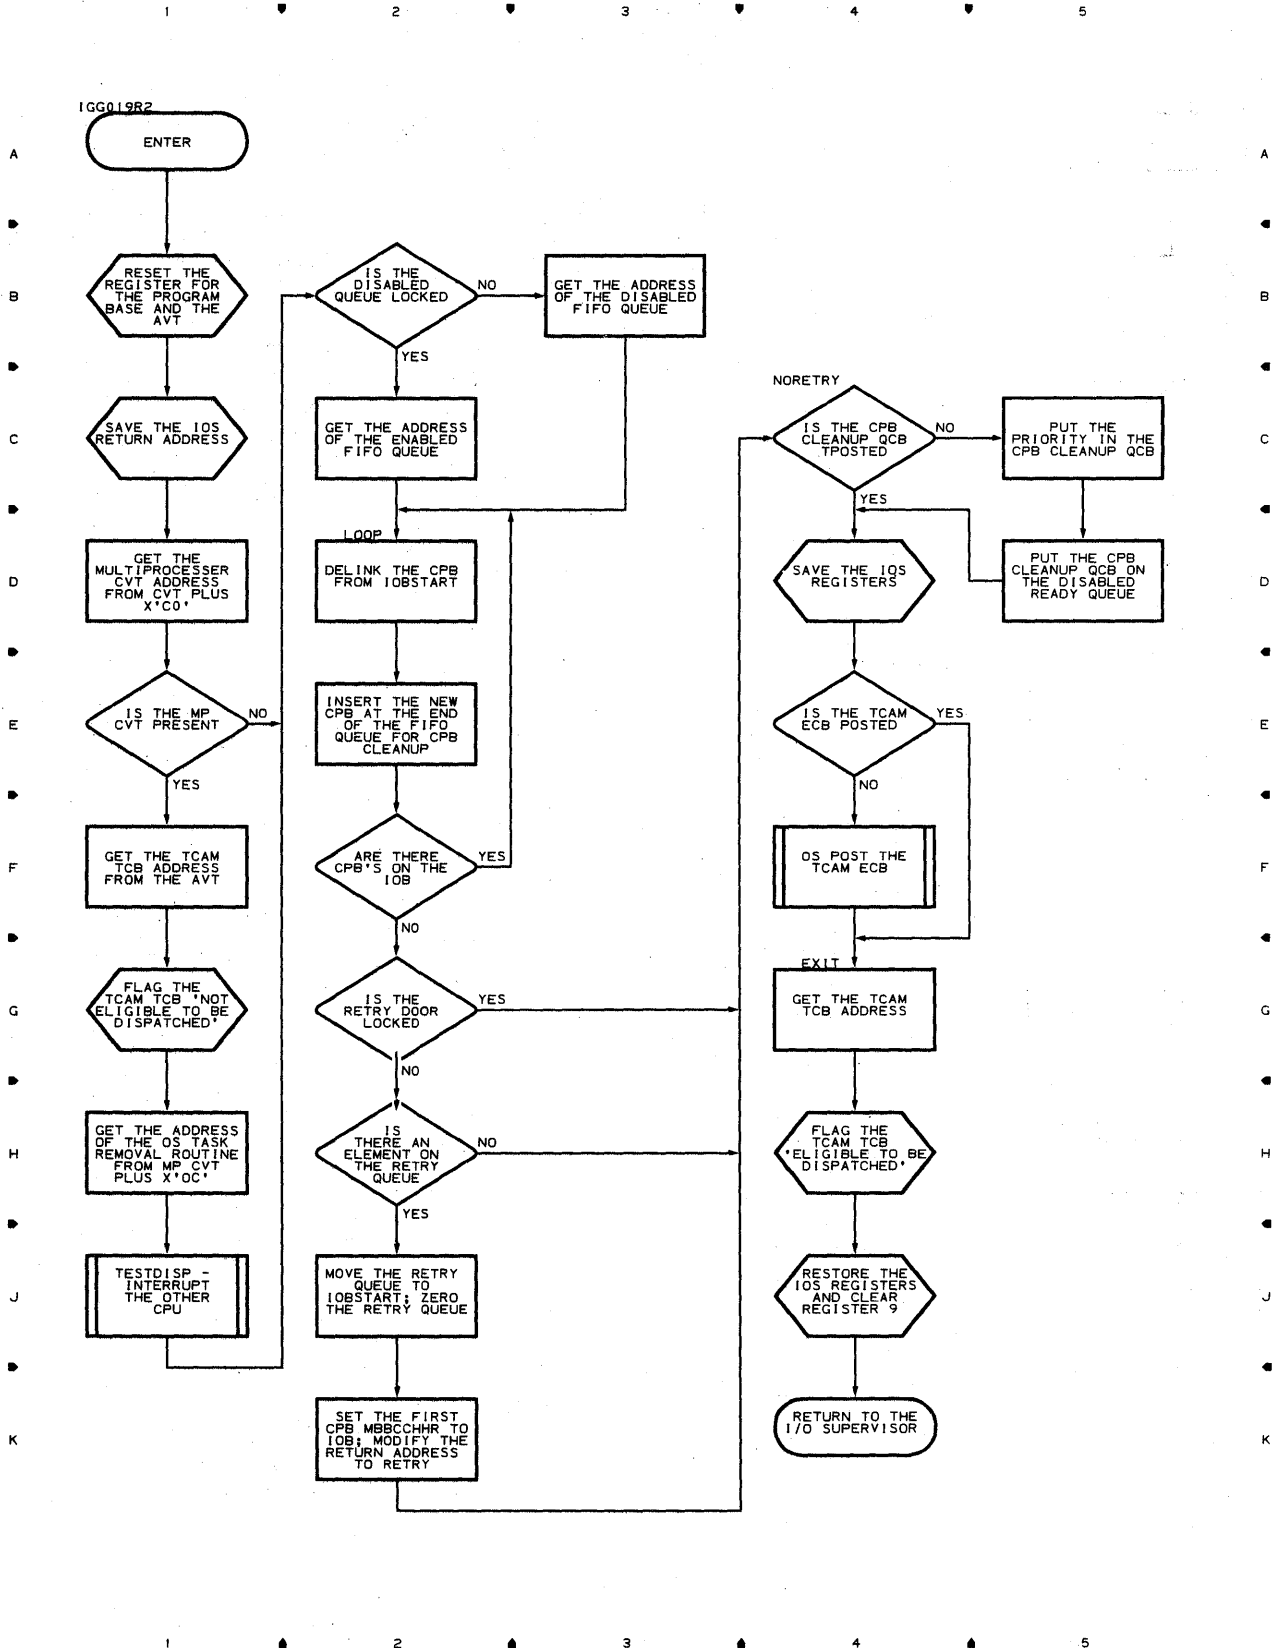 1 2 3 4 5
IGG019R2
ENTER
A A
RESET THE
REGISTER FOR
THE PROGRAM
BASE AND THE
AVT
IS THE
DISABLED
QUEUE LOCKED
NO
YES
GET THE ADDRESS
OF THE DISABLED
FIFO QUEUE
B B
SAVE THE IOS
RETURN ADDRESS
GET THE ADDRESS
OF THE ENABLED
FIFO QUEUE
NORETRY
IS THE CPB
CLEANUP QCB
TPOSTED
NO
YES
PUT THE
PRIORITY IN THE
CPB CLEANUP QCB
C C
GET THE
MULTIPROCESSER
CVT ADDRESS
FROM CVT PLUS
X'C0'
LOOP
DELINK THE CPB
FROM IOBSTART
SAVE THE IOS
REGISTERS
PUT THE CPB
CLEANUP QCB ON
THE DISABLED
READY QUEUE
D D
IS THE MP
CVT PRESENT
NO
YES
INSERT THE NEW
CPB AT THE END
OF THE FIFO
QUEUE FOR CPB
CLEANUP
IS THE TCAM
ECB POSTED
YES
NO
E E
GET THE TCAM
TCB ADDRESS
FROM THE AVT
ARE THERE
CPB'S ON THE
IOB
YES
NO
OS POST THE
TCAM ECB
F F
FLAG THE
TCAM TCB 'NOT
ELIGIBLE TO BE
DISPATCHED'
IS THE
RETRY DOOR
LOCKED
YES
NO
EXIT
GET THE TCAM
TCB ADDRESS
G G
GET THE ADDRESS
OF THE OS TASK
REMOVAL ROUTINE
FROM MP CVT
PLUS X'0C'
IS
THERE AN
ELEMENT ON
THE RETRY
QUEUE
NO
YES
FLAG THE
TCAM TCB
'ELIGIBLE TO BE
DISPATCHED'
H H
TESTDISP -
INTERRUPT
THE OTHER
CPU
MOVE THE RETRY
QUEUE TO
IOBSTART; ZERO
THE RETRY QUEUE
RESTORE THE
IOS REGISTERS
AND CLEAR
REGISTER 9
J J
SET THE FIRST
CPB MBBCCHHR TO
IOB; MODIFY THE
RETURN ADDRESS
TO RETRY
RETURN TO THE
I/O SUPERVISOR
K K
1 2 3 4 5